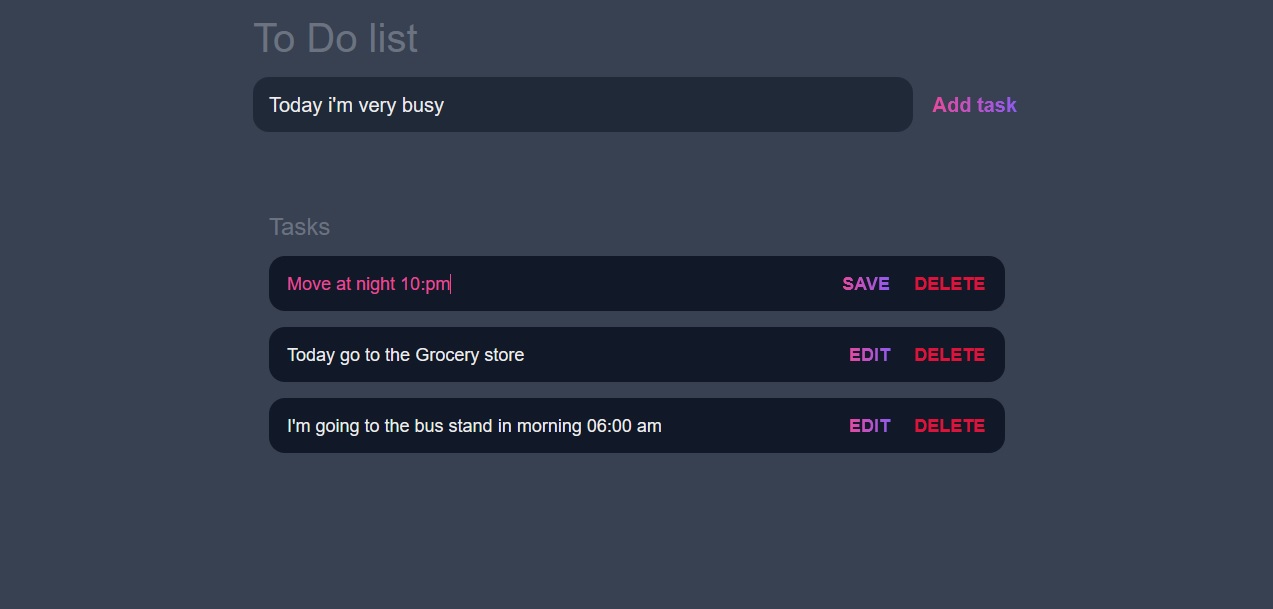 To Do list
Today i'm very busy Add task
Tasks
Move at night 10:pm SAVE DELETE
Today go to the Grocery store EDIT DELETE
I'm going to the bus stand in morning 06:00 am EDIT DELETE